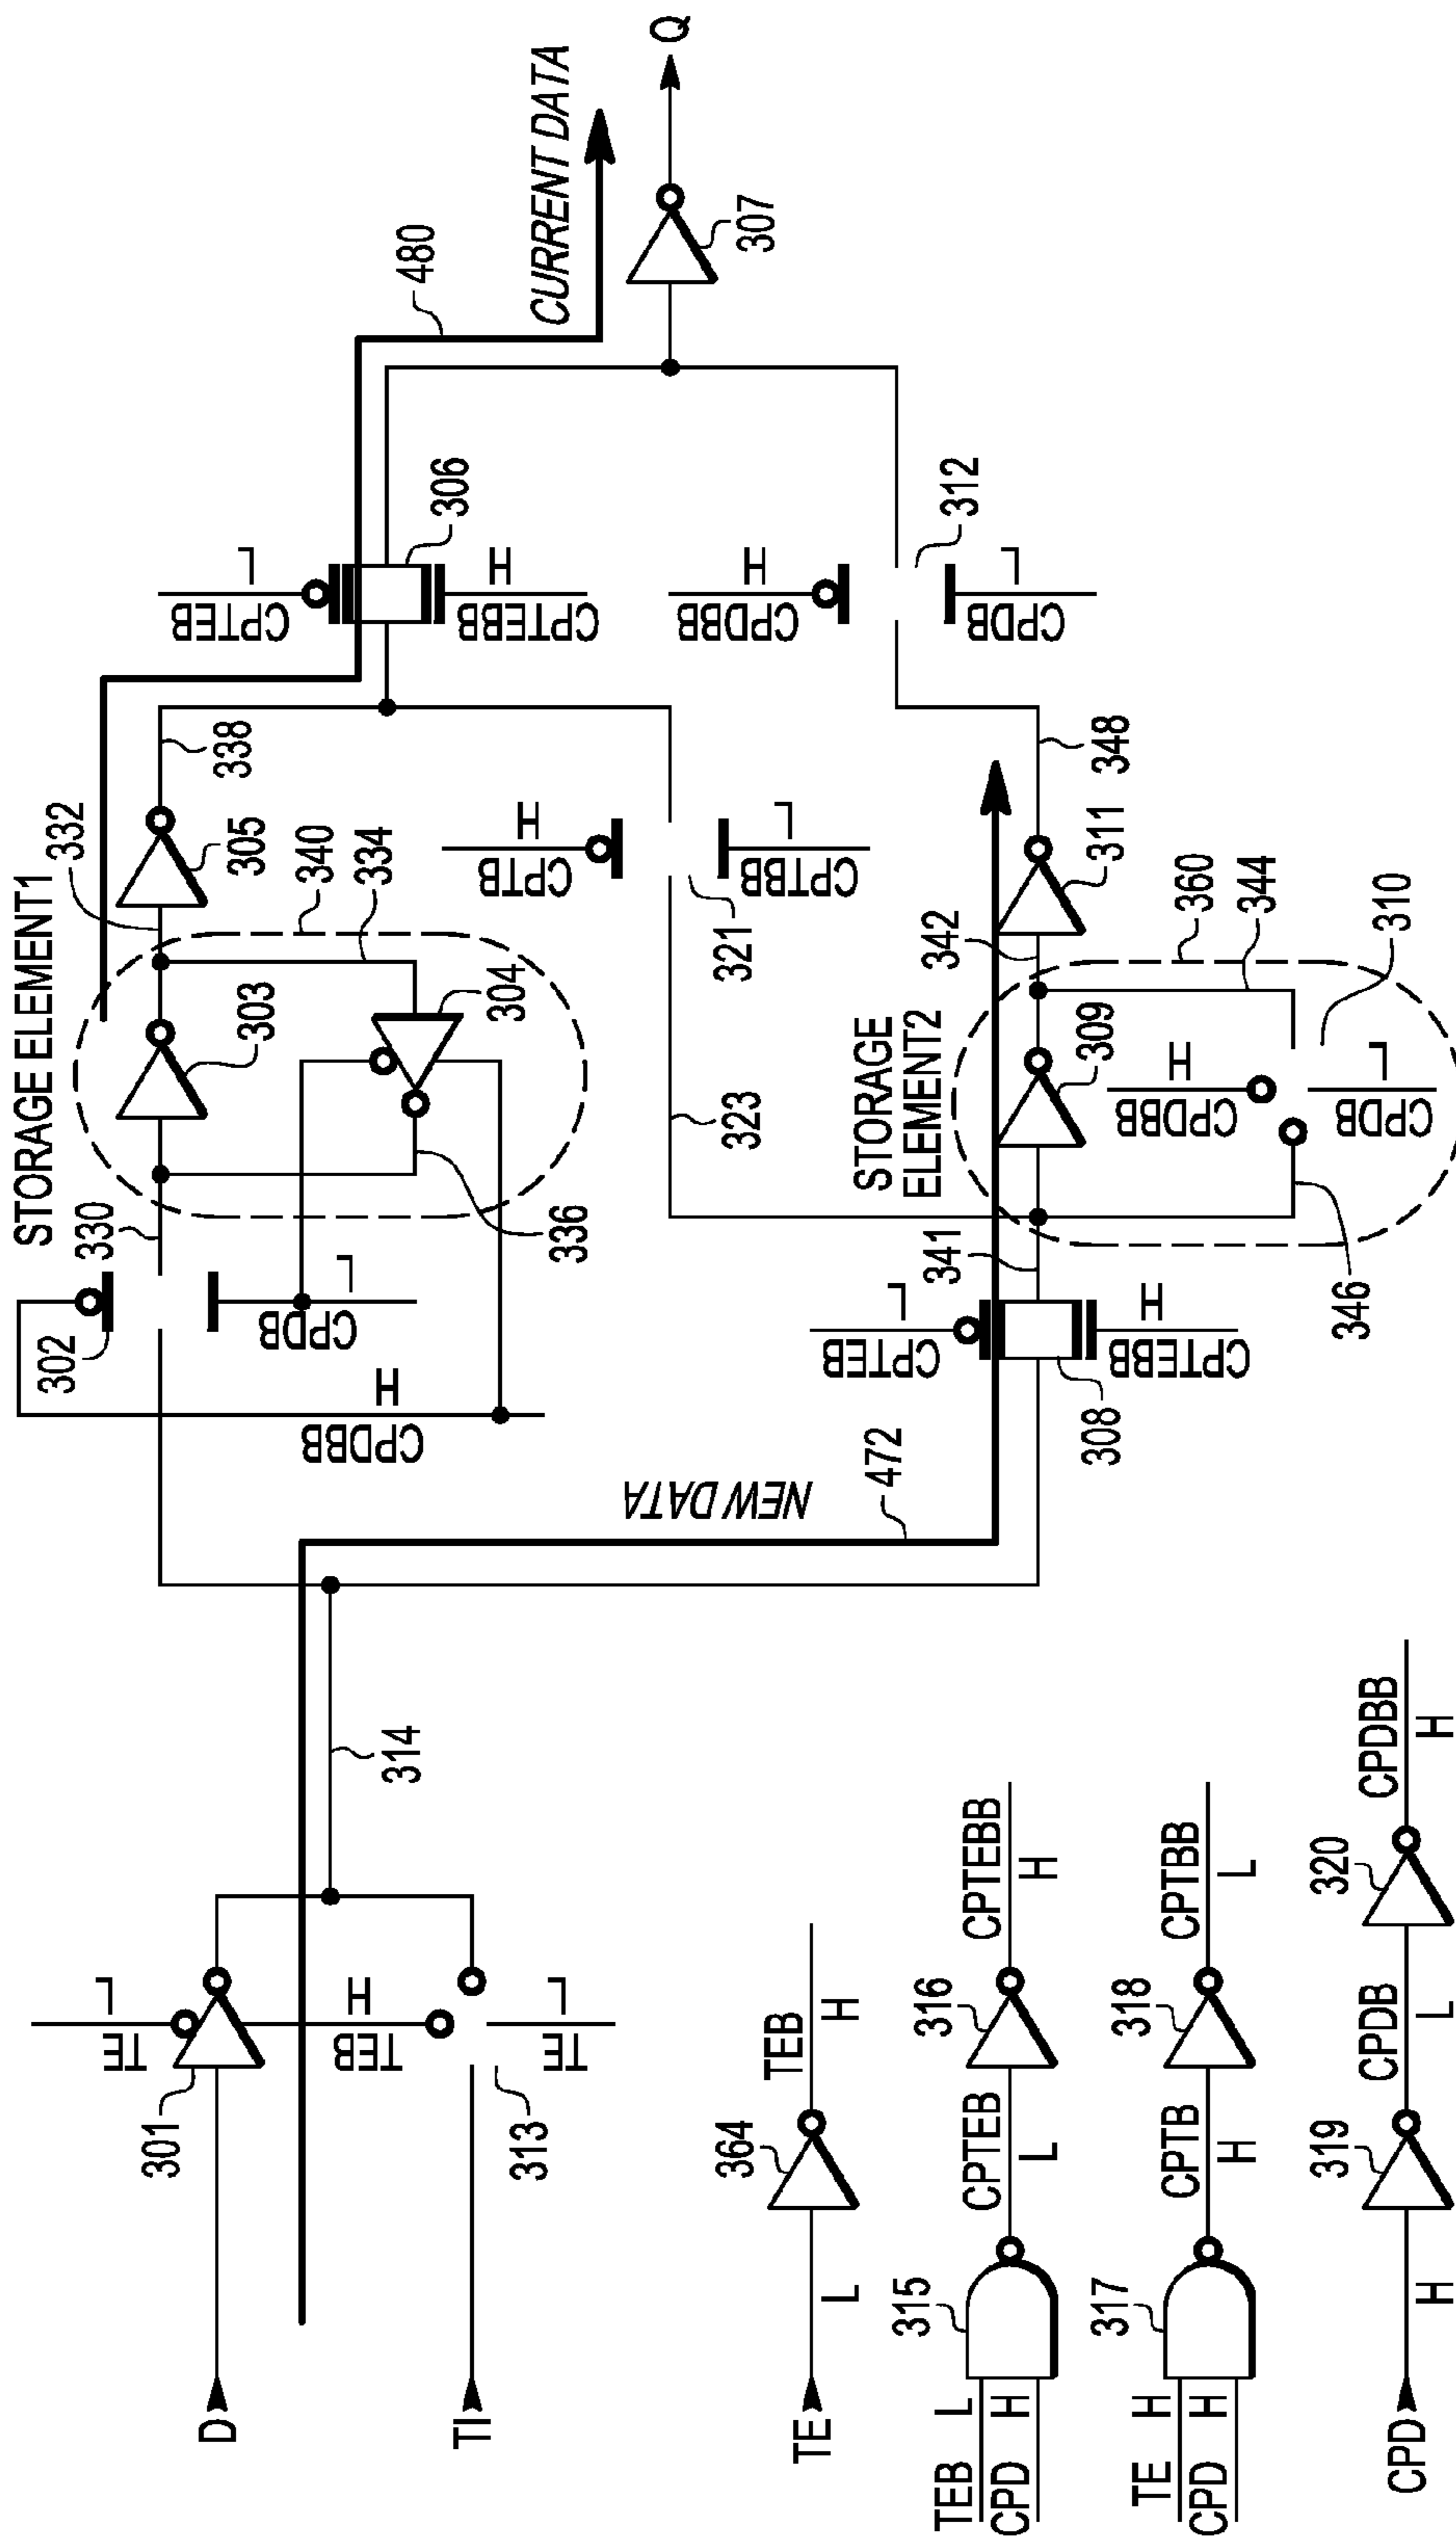 STORAGE ELEMENT1
330
302
332
338
303
305
340
334
304
336
CPDB
L
CPDBB
H
CPTEB
L
306
CPTEBB
H
480
CURRENT DATA
Q
307
CPTB
H
321
CPTBB
L
323
CPDBB
H
312
CPDB
L
D
TI
301
TE
L
TEB
H
313
TE
L
314
NEW DATA
472
STORAGE
ELEMENT2
CPTEB
L
308
CPTEBB
H
341
309
342
311
348
360
344
310
346
CPDBB
H
CPDB
L
TE
L
364
TEB
H
TEB
L
CPD
H
315
CPTEB
L
316
CPTEBB
H
TE
H
CPD
H
317
CPTB
H
318
CPTBB
L
CPD
H
319
CPDB
L
320
CPDBB
H